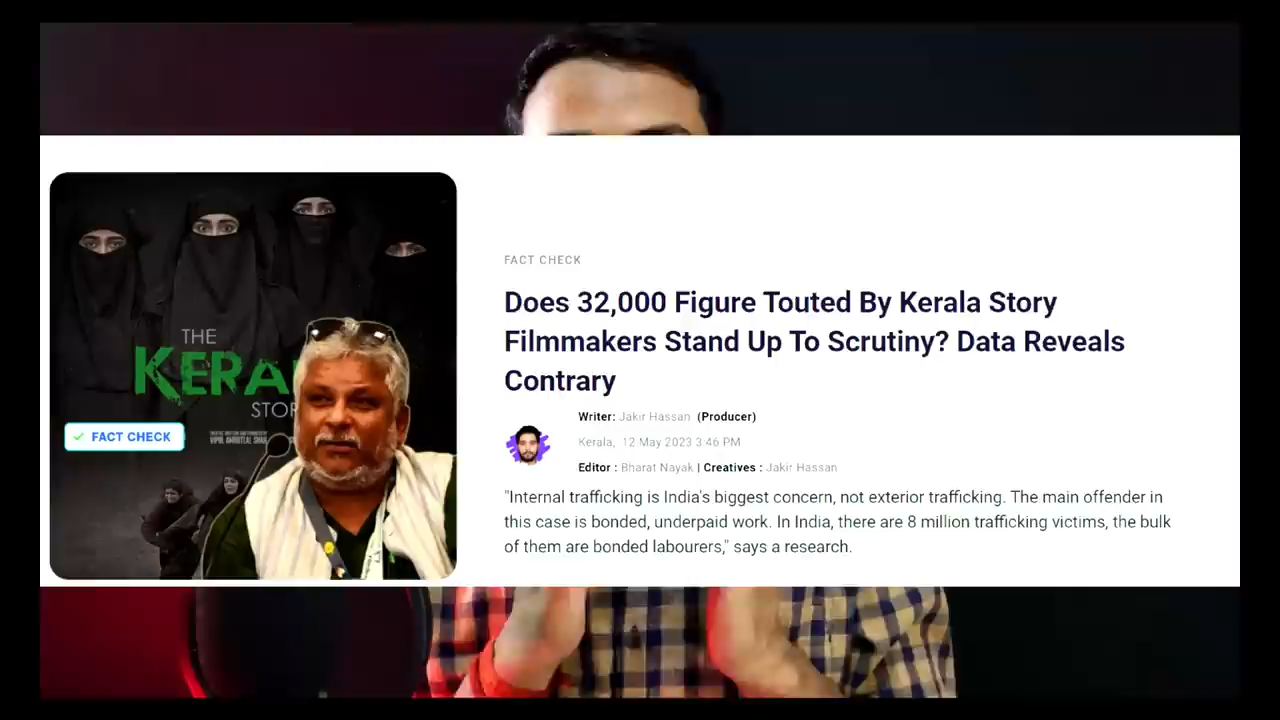 THE
KERA
STOR
FACT CHECK
FACT CHECK
Does 32,000 Figure Touted By Kerala Story
Filmmakers Stand Up To Scrutiny? Data Reveals
Contrary
Writer: Jakir Hassan (Producer)
Kerala, 12 May 2023 3:46 PM
Editor : Bharat Nayak | Creatives : Jakir Hassan
"Internal trafficking is India's biggest concern, not exterior trafficking. The main offender in
this case is bonded, underpaid work. In India, there are 8 million trafficking victims, the bulk
of them are bonded labourers," says a research.